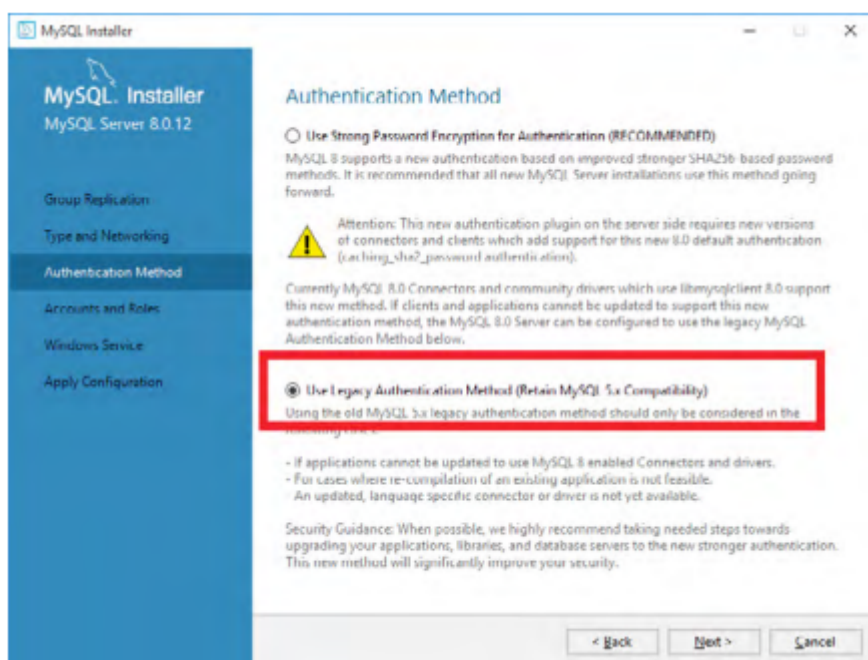 MySQL Installer
MySQL. Installer
MySQL Server 8.0.12
Group Replication
Type and Networking
Authentication Method
Accounts and Roles
Windows Service
Apply Configuration
Authentication Method
Use Strong Password Encryption for Authentication (RECOMMENDED)
MySQL 8 supports a new authentication based on improved stronger SHA256-based password
methods. It is recommended that all new MySQL Server installations use this method going
forward.
Attention: This new authentication plugin on the server side requires new versions
of connectors and clients which add support for this new 8.0 default authentication
(caching_sha2_password authentication).
Currently MySQL 8.0 Connectors and community drivers which use libmysqlclient 8.0 support
this new method. If clients and applications cannot be updated to support this new
authentication method, the MySQL 8.0 Server can be configured to use the legacy MySQL
Authentication Method below.
Use Legacy Authentication Method (Retain MySQL 5.x Compatibility)
Using the old MySQL 5.x legacy authentication method should only be considered in the
- If applications cannot be updated to use MySQL 8 enabled Connectors and drivers.
- For cases where re-compilation of an existing application is not feasible.
An updated, language specific connector or driver is not yet available.
Security Guidance: When possible, we highly recommend taking needed steps towards
upgrading your applications, libraries, and database servers to the new stronger authentication.
This new method will significantly improve your security.
< Back
Next >
Cancel